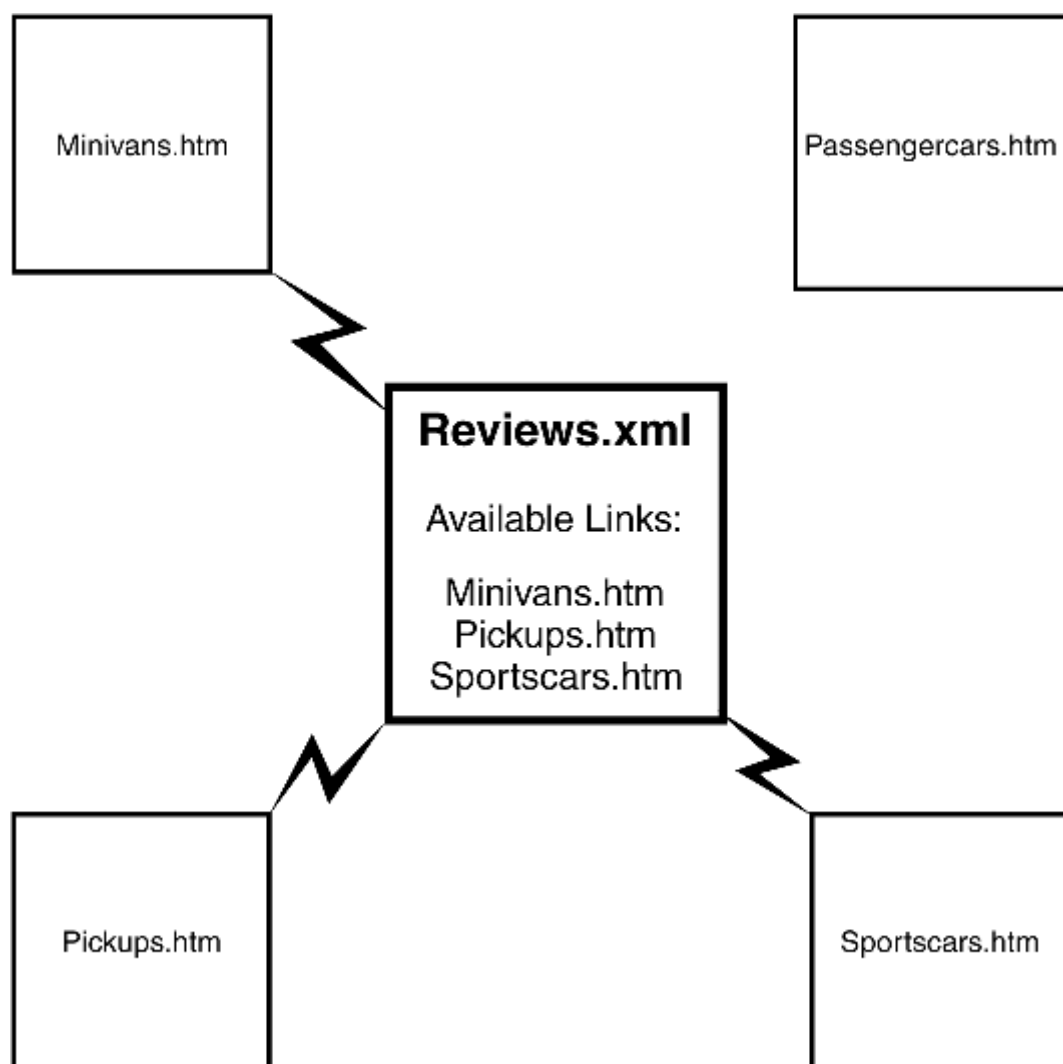 Minivans.htm
Passengercars.htm
Reviews.xml
Available Links:
Minivans.htm
Pickups.htm
Sportscars.htm
Pickups.htm
Sportscars.htm